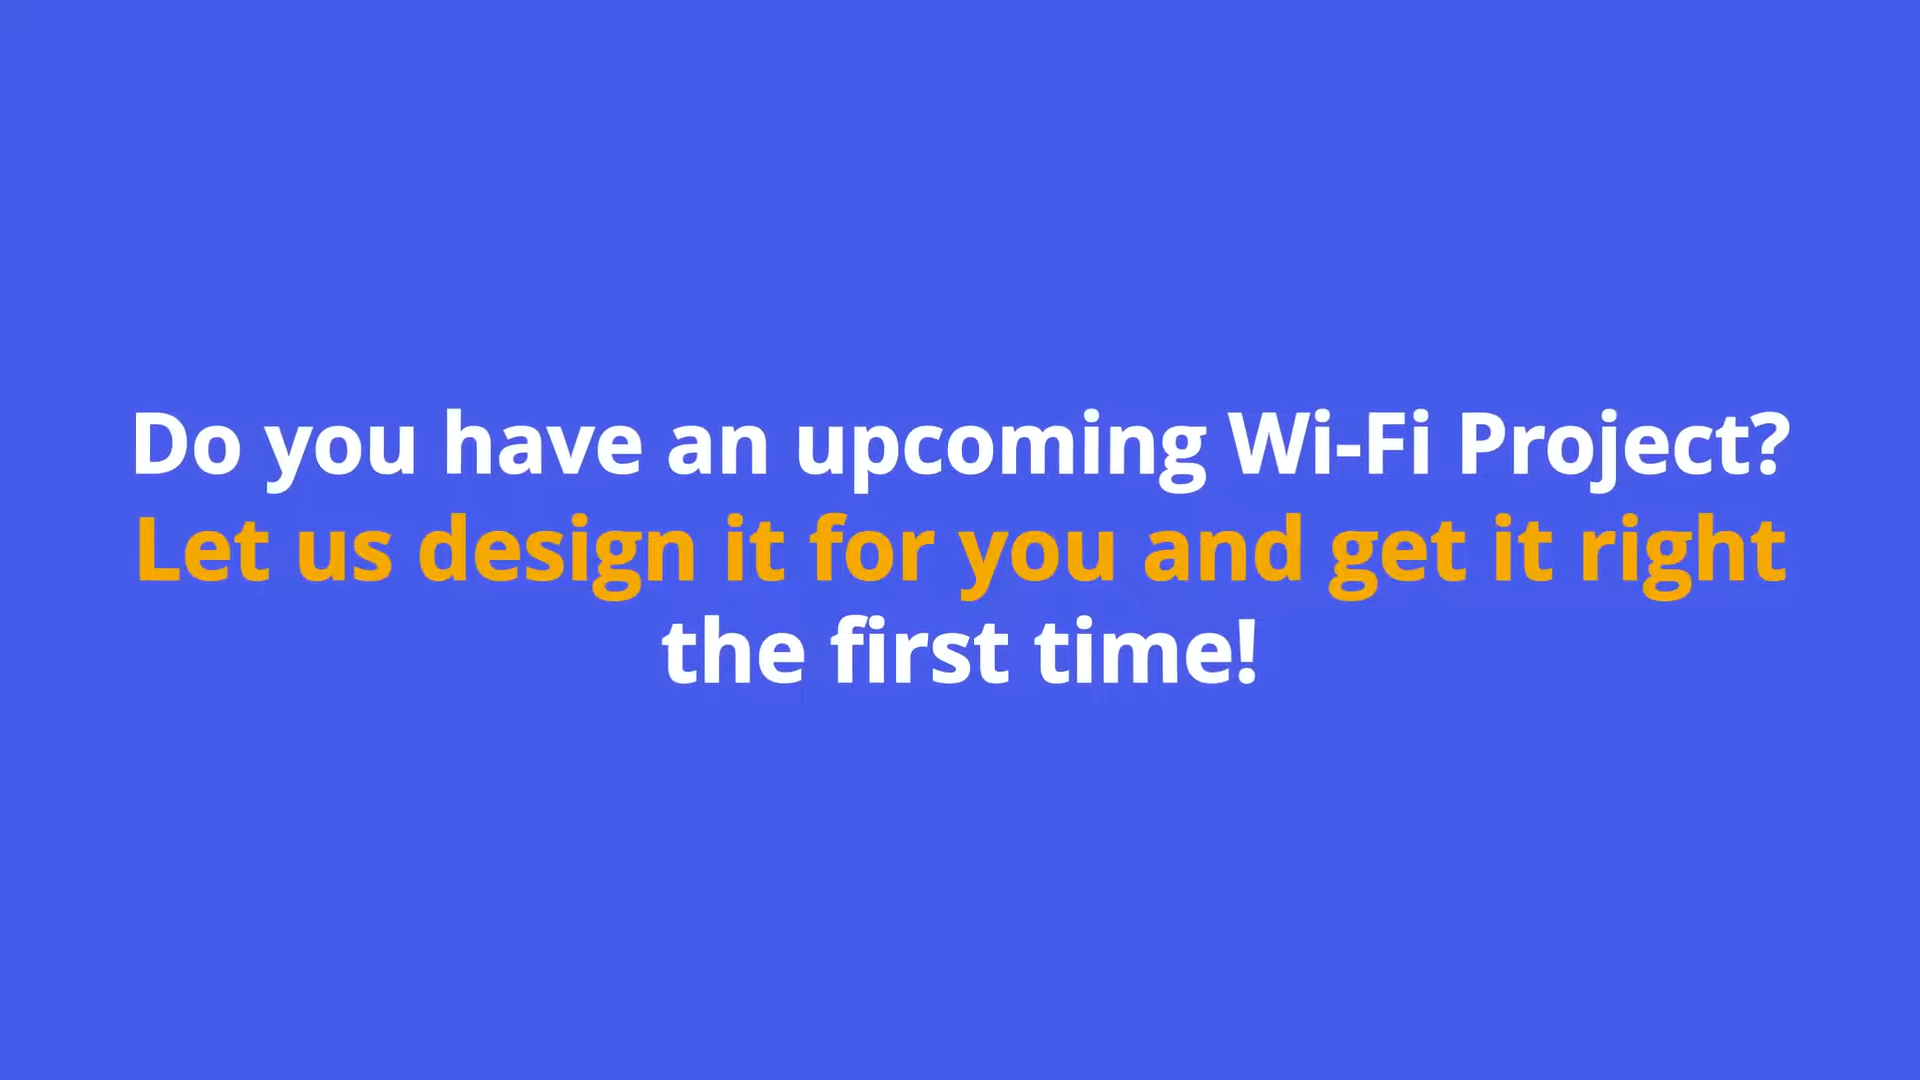 Do you have an upcoming Wi-Fi Project?
Let us design it for you and get it right
the first time!